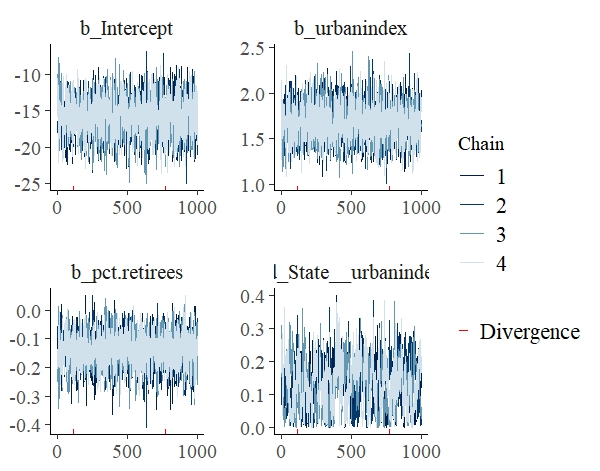 b_Intercept
b_urbanindex
-10
-15
-20
-25
0 500 1000
2.5
2.0
1.5
1.0
0 500 1000
b_pct.retirees
d_State__urbaninde
0.0
-0.1
-0.2
-0.3
-0.4
0 500 1000
0.4
0.3
0.2
0.1
0.0
0 500 1000
Chain
1
2
3
4
Divergence